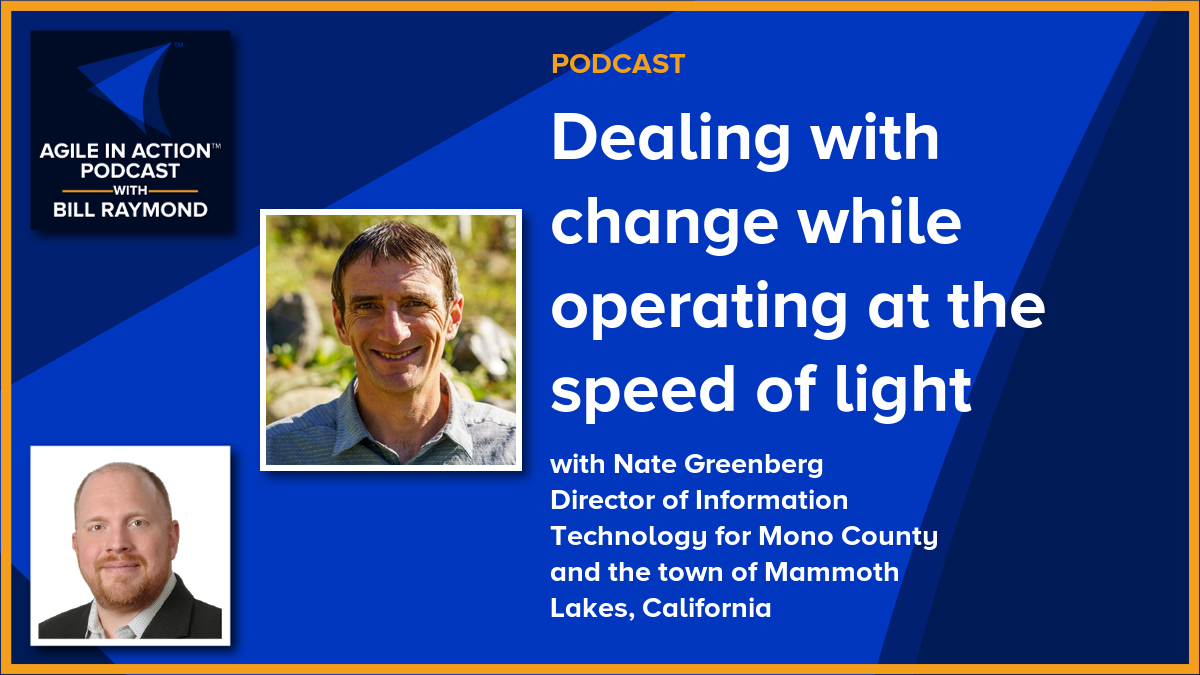 AGILE IN ACTION™
PODCAST
WITH
BILL RAYMOND
PODCAST
Dealing with
change while
operating at the
speed of light
with Nate Greenberg
Director of Information
Technology for Mono County
and the town of Mammoth
Lakes, California